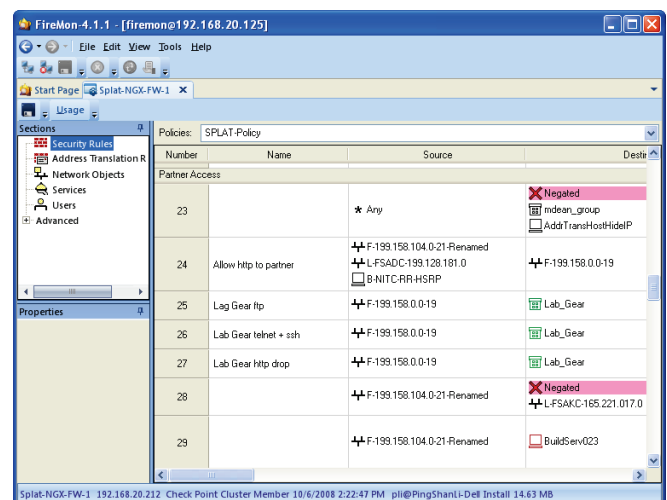 FireMon-4.1.1 - [firemon@192.168.20.125]
File Edit View Tools Help
Start Page Splat-NGX-FW-1 X
Usage
Sections
Security Rules
Address Translation R
Network Objects
Services
Users
Advanced
Properties
Policies: SPLAT-Policy
Number Name Source Desti
Partner Access
23 * Any Negated
mdean_group
AddrTransHostHideIP
24 Allow http to partner F-199.158.104.0-21-Renamed
L-FSADC-199.128.181.0
B-NITC-RR-HSRP
F-199.158.0.0-19
25 Lag Gear ftp F-199.158.0.0-19 Lab_Gear
26 Lab Gear telnet + ssh F-199.158.0.0-19 Lab_Gear
27 Lab Gear http drop F-199.158.0.0-19 Lab_Gear
28 F-199.158.104.0-21-Renamed Negated
L-FSAKC-165.221.017.0
29 F-199.158.104.0-21-Renamed BuildServ023
Splat-NGX-FW-1 192.168.20.212 Check Point Cluster Member 10/6/2008 2:22:47 PM pli@PingShanLi-Dell Install 14.63 MB